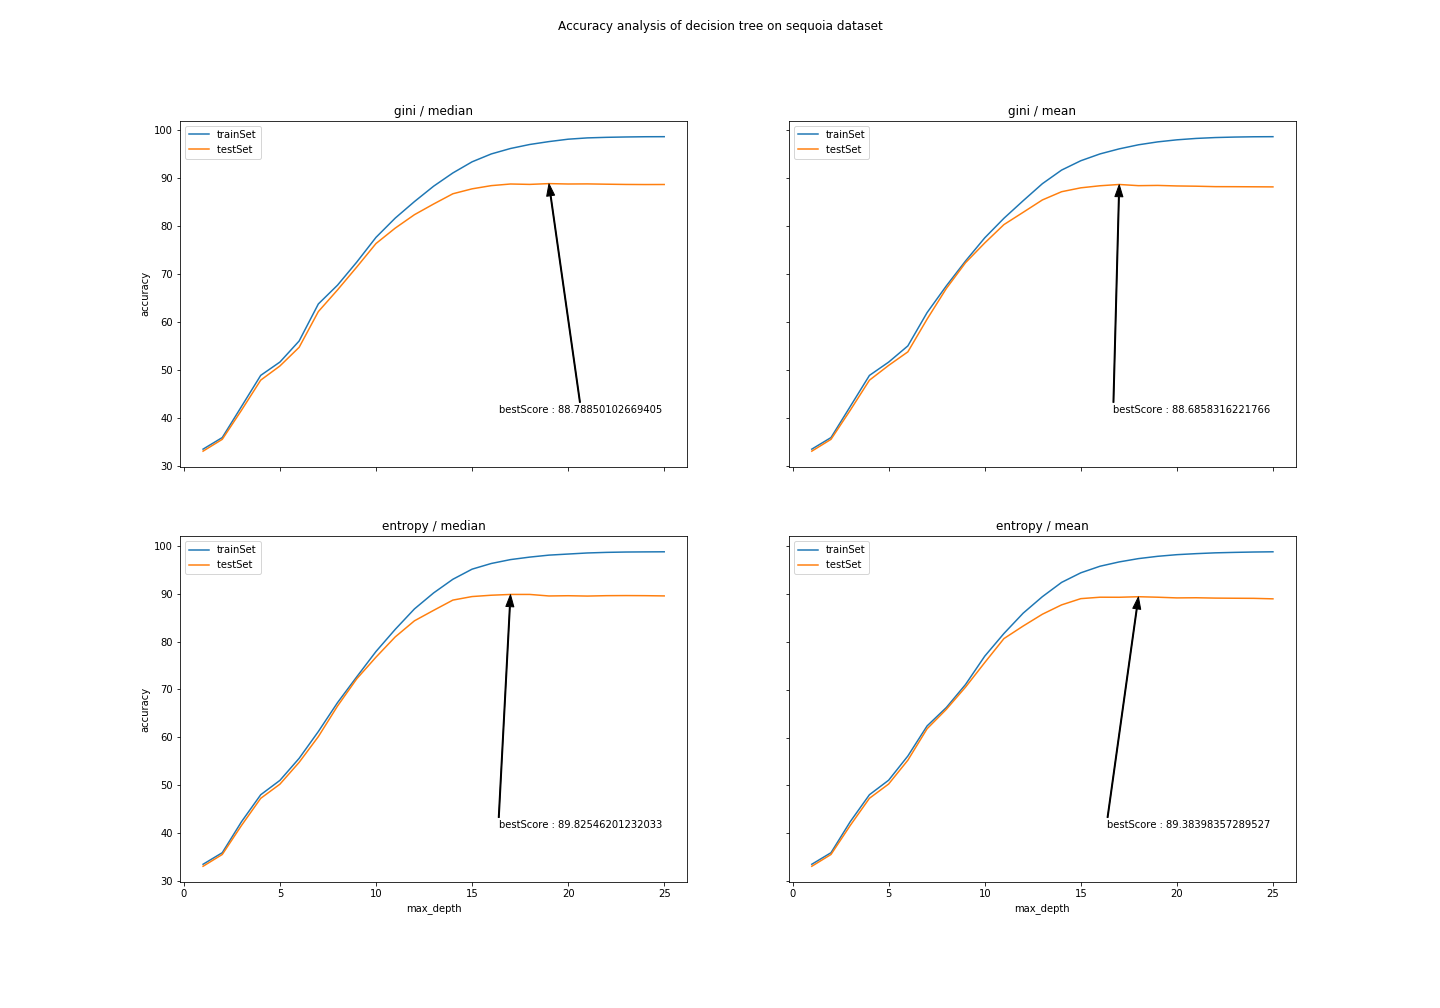 Accuracy analysis of decision tree on sequoia dataset
gini / median
trainSet
testSet
100
90
80
70
60
50
40
30
accuracy
bestScore : 88.78850102669405
gini / mean
trainSet
testSet
bestScore : 88.6858316221766
entropy / median
trainSet
testSet
100
90
80
70
60
50
40
30
accuracy
bestScore : 89.82546201232033
0 5 10 15 20 25
max_depth
entropy / mean
trainSet
testSet
bestScore : 89.38398357289527
0 5 10 15 20 25
max_depth